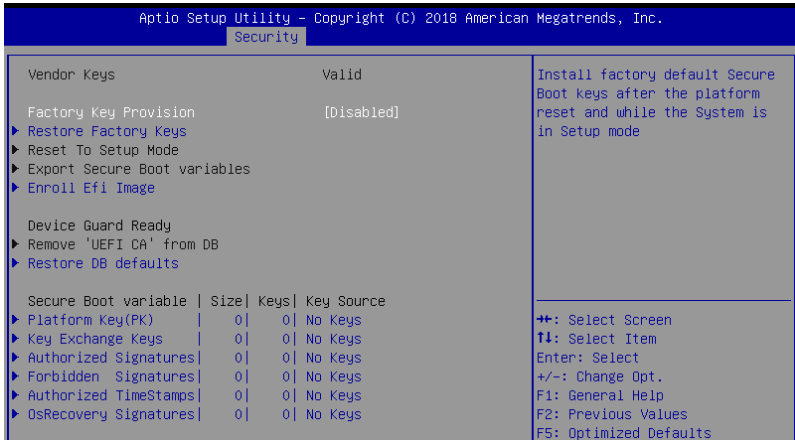 Aptio Setup Utility – Copyright (C) 2018 American Megatrends, Inc.
Security
Vendor Keys Valid
Factory Key Provision [Disabled]
Restore Factory Keys
Reset To Setup Mode
Export Secure Boot variables
Enroll Efi Image
Device Guard Ready
Remove 'UEFI CA' from DB
Restore DB defaults
Secure Boot variable | Size| Keys| Key Source
Platform Key(PK) | 0| 0| No Keys
Key Exchange Keys | 0| 0| No Keys
Authorized Signatures| 0| 0| No Keys
Forbidden Signatures| 0| 0| No Keys
Authorized TimeStamps| 0| 0| No Keys
OsRecovery Signatures| 0| 0| No Keys
Install factory default Secure
Boot keys after the platform
reset and while the System is
in Setup mode
→←: Select Screen
↑↓: Select Item
Enter: Select
+/-: Change Opt.
F1: General Help
F2: Previous Values
F5: Optimized Defaults